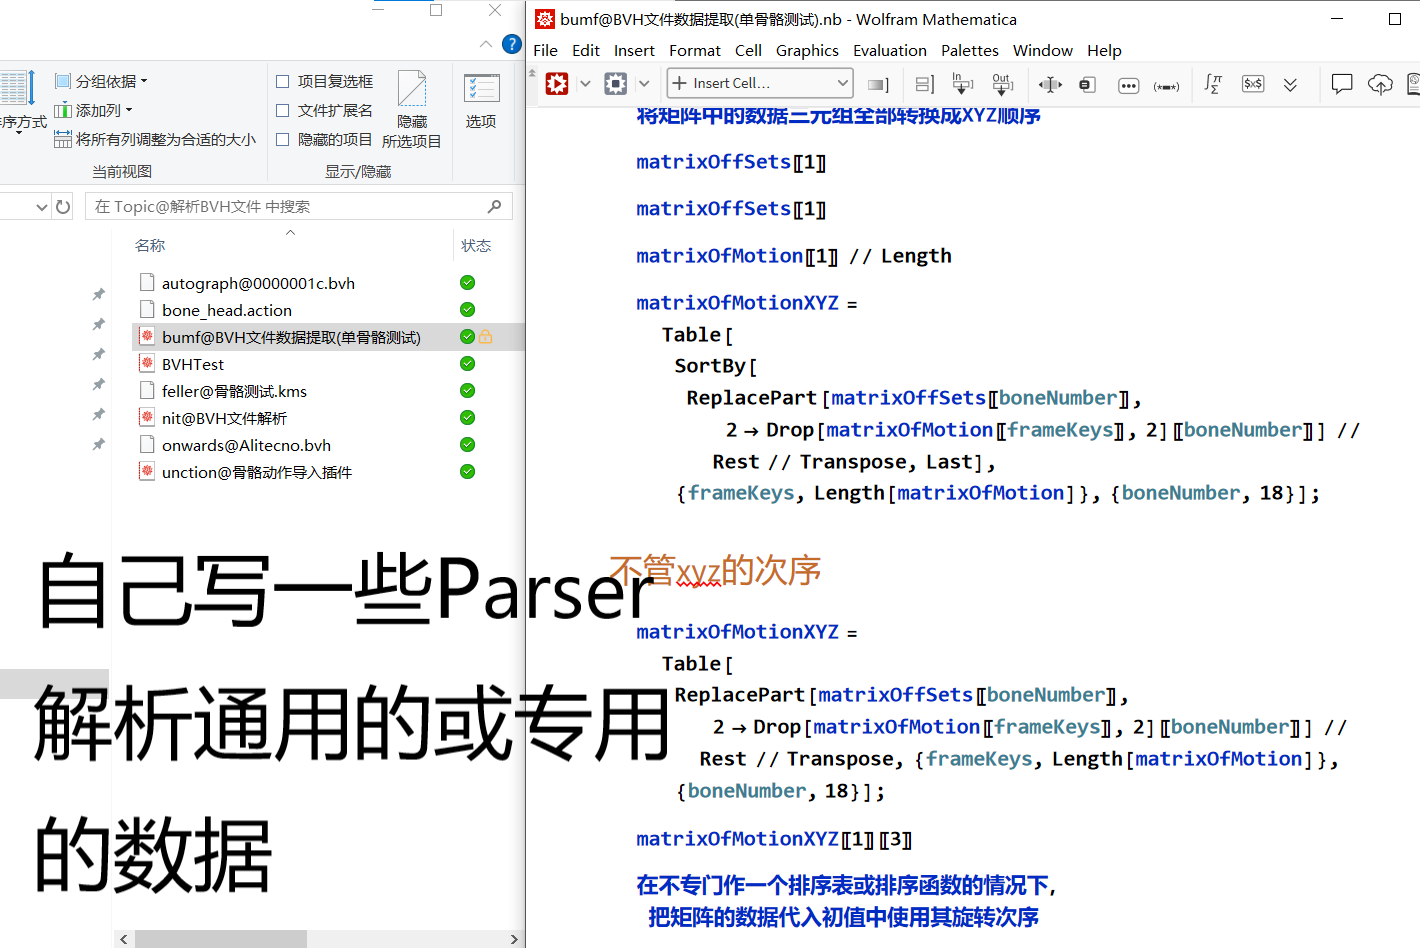 bumf@BVH文件数据提取(单骨骼测试).nb - Wolfram Mathematica
File Edit Insert Format Cell Graphics Evaluation Palettes Window Help
Insert Cell...
In
Out
分组依据
添加列
将所有列调整为合适的大小
序方式
当前视图
项目复选框
文件扩展名
隐藏的项目
隐藏
所选项目
显示/隐藏
选项
在 Topic@解析BVH文件 中搜索
名称 状态
autograph@0000001c.bvh
bone_head.action
bumf@BVH文件数据提取(单骨骼测试)
BVHTest
feller@骨骼测试.kms
nit@BVH文件解析
onwards@Alitecno.bvh
unction@骨骼动作导入插件
自己写一些Parser
解析通用的或专用
的数据
将矩阵中的数据三元组全部转换成XYZ顺序
matrixOffSets〚1〛
matrixOffSets〚1〛
matrixOfMotion〚1〛 // Length
matrixOfMotionXYZ =
Table[
SortBy[
ReplacePart[matrixOffSets〚boneNumber〛,
2 → Drop[matrixOfMotion〚frameKeys〛, 2]〚boneNumber〛] //
Rest // Transpose, Last],
{frameKeys, Length[matrixOfMotion]}, {boneNumber, 18}];
不管xyz的次序
matrixOfMotionXYZ =
Table[
ReplacePart[matrixOffSets〚boneNumber〛,
2 → Drop[matrixOfMotion〚frameKeys〛, 2]〚boneNumber〛] //
Rest // Transpose, {frameKeys, Length[matrixOfMotion]},
{boneNumber, 18}];
matrixOfMotionXYZ〚1〛〚3〛
在不专门作一个排序表或排序函数的情况下,
把矩阵的数据代入初值中使用其旋转次序